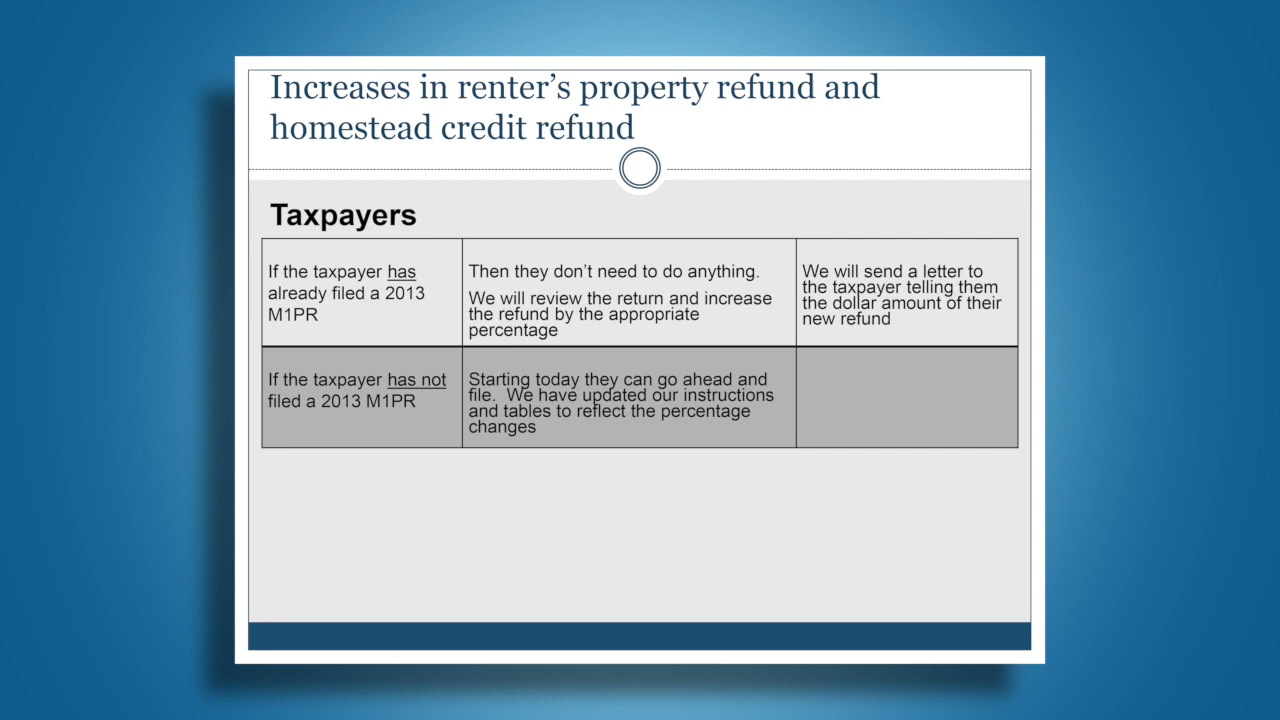 Increases in renter’s property refund and
homestead credit refund
Taxpayers
If the taxpayer has
already filed a 2013
M1PR
Then they don’t need to do anything.
We will review the return and increase
the refund by the appropriate
percentage
We will send a letter to
the taxpayer telling them
the dollar amount of their
new refund
If the taxpayer has not
filed a 2013 M1PR
Starting today they can go ahead and
file.  We have updated our instructions
and tables to reflect the percentage
changes